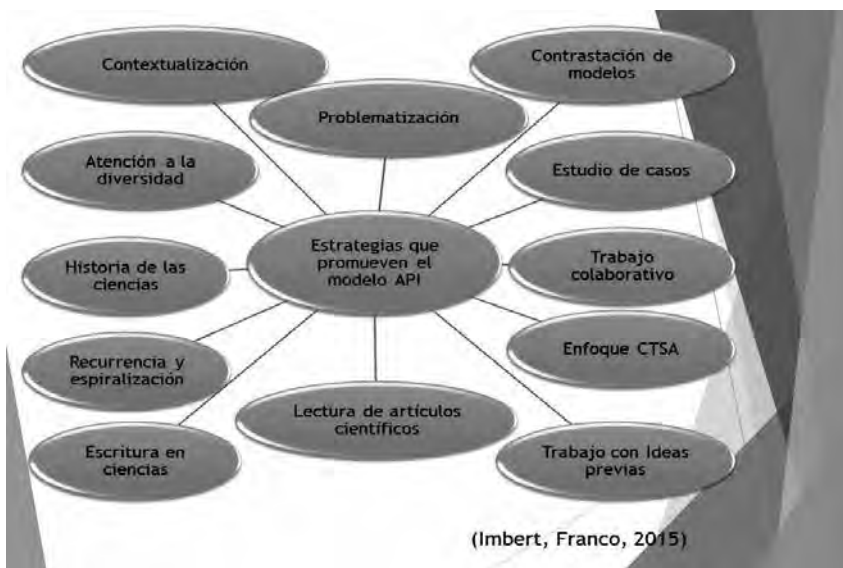 Contextualización
Contrastación de
modelos
Problematización
Atención a la
diversidad
Estudio de casos
Estrategias que
promueven el
modelo API
Historia de las
ciencias
Trabajo
colaborativo
Recurrencia y
espiralización
Enfoque CTSA
Lectura de artículos
científicos
Escritura en
ciencias
Trabajo con Ideas
previas
(Imbert, Franco, 2015)